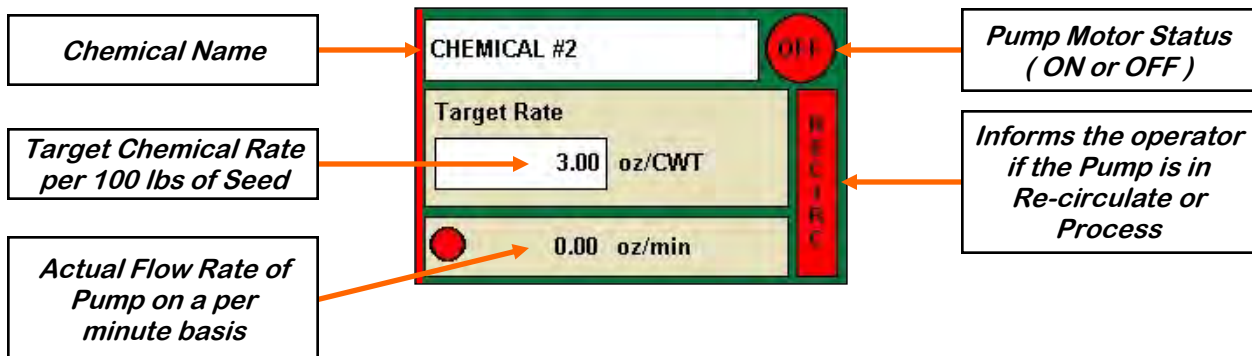 Chemical Name
Target Chemical Rate
per 100 lbs of Seed
Actual Flow Rate of
Pump on a per
minute basis
CHEMICAL #2
OFF
Target Rate
3.00 oz/CWT
0.00 oz/min
RECIRC
Pump Motor Status
( ON or OFF )
Informs the operator
if the Pump is in
Re-circulate or
Process